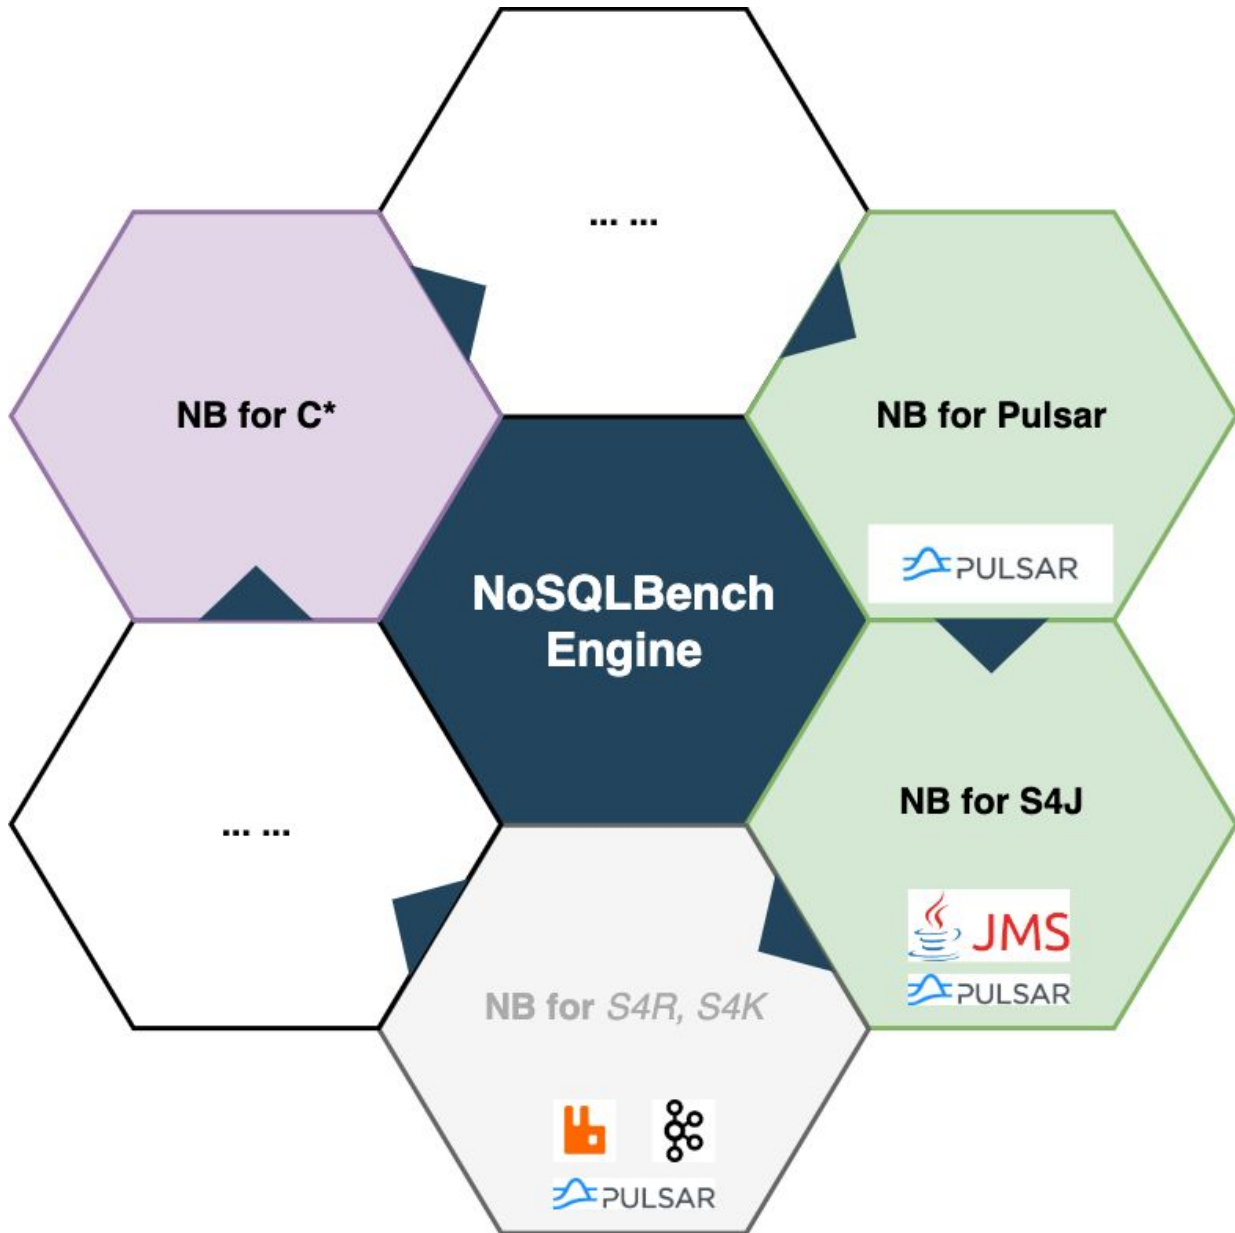 ... ...
NB for C*
NB for Pulsar
PULSAR
NoSQLBench
Engine
NB for S4J
... ...
JMS
PULSAR
NB for S4R, S4K
PULSAR